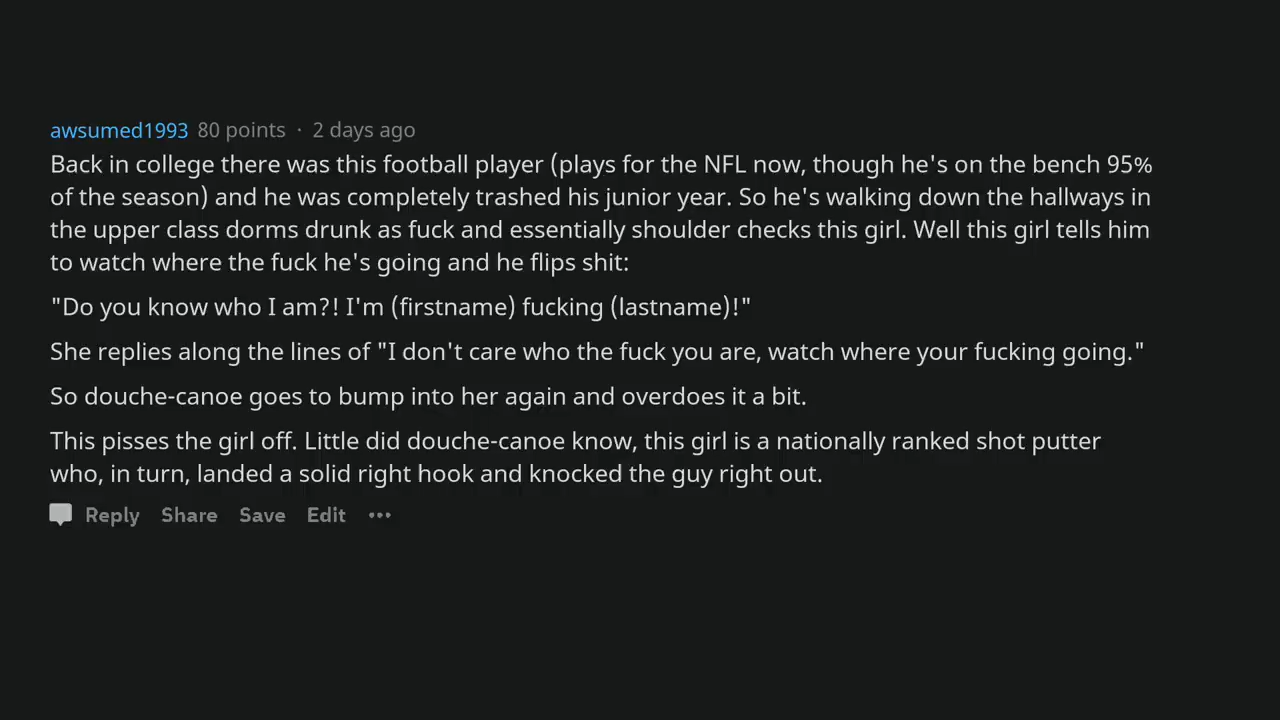 awsumed1993 80 points · 2 days ago
Back in college there was this football player (plays for the NFL now, though he's on the bench 95%
of the season) and he was completely trashed his junior year. So he's walking down the hallways in
the upper class dorms drunk as fuck and essentially shoulder checks this girl. Well this girl tells him
to watch where the fuck he's going and he flips shit:
"Do you know who I am?! I'm (firstname) fucking (lastname)!"
She replies along the lines of "I don't care who the fuck you are, watch where your fucking going."
So douche-canoe goes to bump into her again and overdoes it a bit.
This pisses the girl off. Little did douche-canoe know, this girl is a nationally ranked shot putter
who, in turn, landed a solid right hook and knocked the guy right out.
Reply Share Save Edit •••